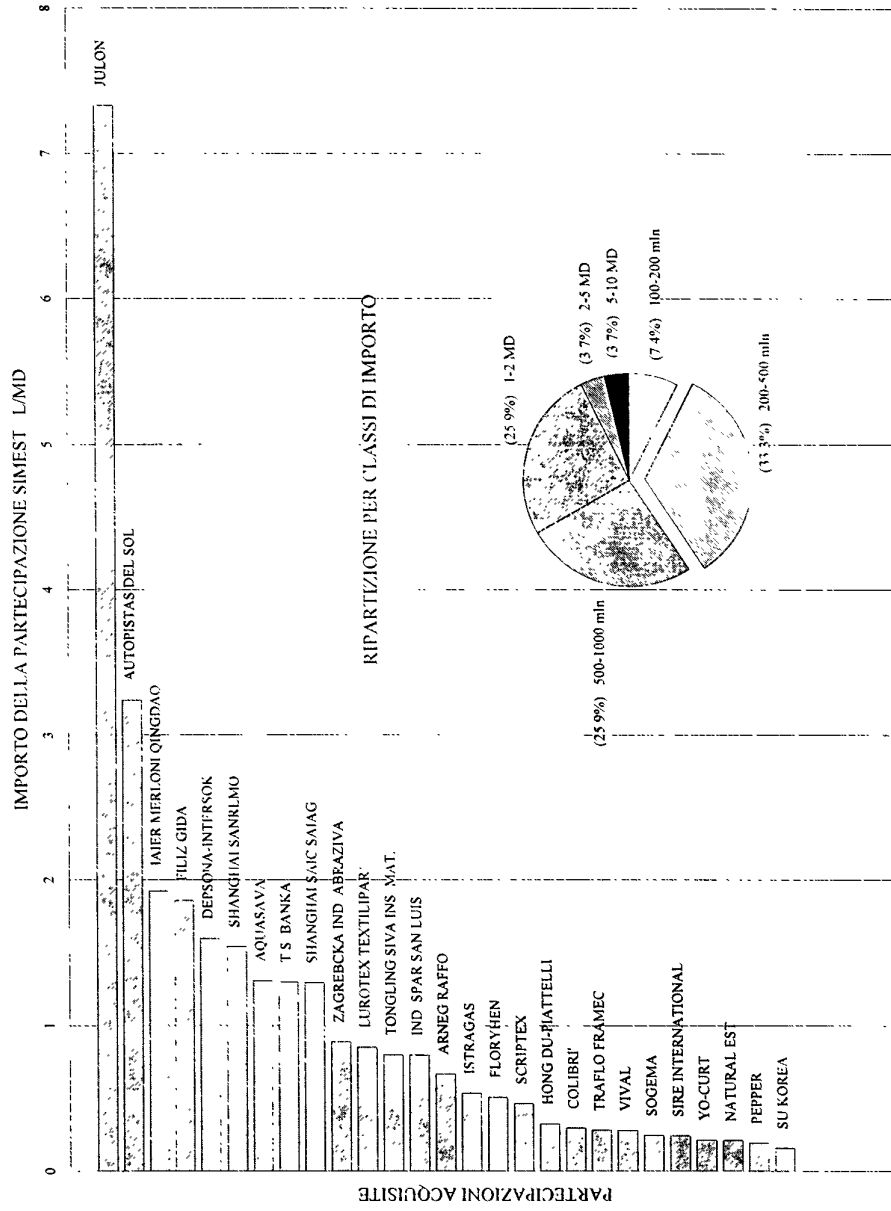 IMPORTO DELLA PARTECIPAZIONE SIMEST L/MD
0 1 2 3 4 5 6 7 8
PARTECIPAZIONI ACQUISITE
JULON
AUTOPISTAS DEL SOL
HAIER MERLONI QINGDAO
FILIZ GIDA
DEPSONA-INTERSOK
SHANGHAI SANREMO
AQUASAVA
T S BANKA
SHANGHAI SAIC SAIAG
ZAGREBCKA IND ABRAZIVA
EUROTEX TEXTILIPAR'
TONGLING SIVA INS MAT.
IND SPAR SAN LUIS
ARNEG RAFFO
ISTRAGAS
FLORYHEN
SCRIPTEX
HONG DU-PIATTELLI
COLIBRI'
TRAFLO FRAMEC
VIVAL
SOGEMA
SIRE INTERNATIONAL
YO-CURT
NATURAL EST
PEPPER
SU KOREA
RIPARTIZIONE PER CLASSI DI IMPORTO
(25 9%) 1-2 MD
(3 7%) 2-5 MD
(3 7%) 5-10 MD
(7 4%) 100-200 mln
(33.3%) 200-500 mln
(25 9%) 500-1000 mln